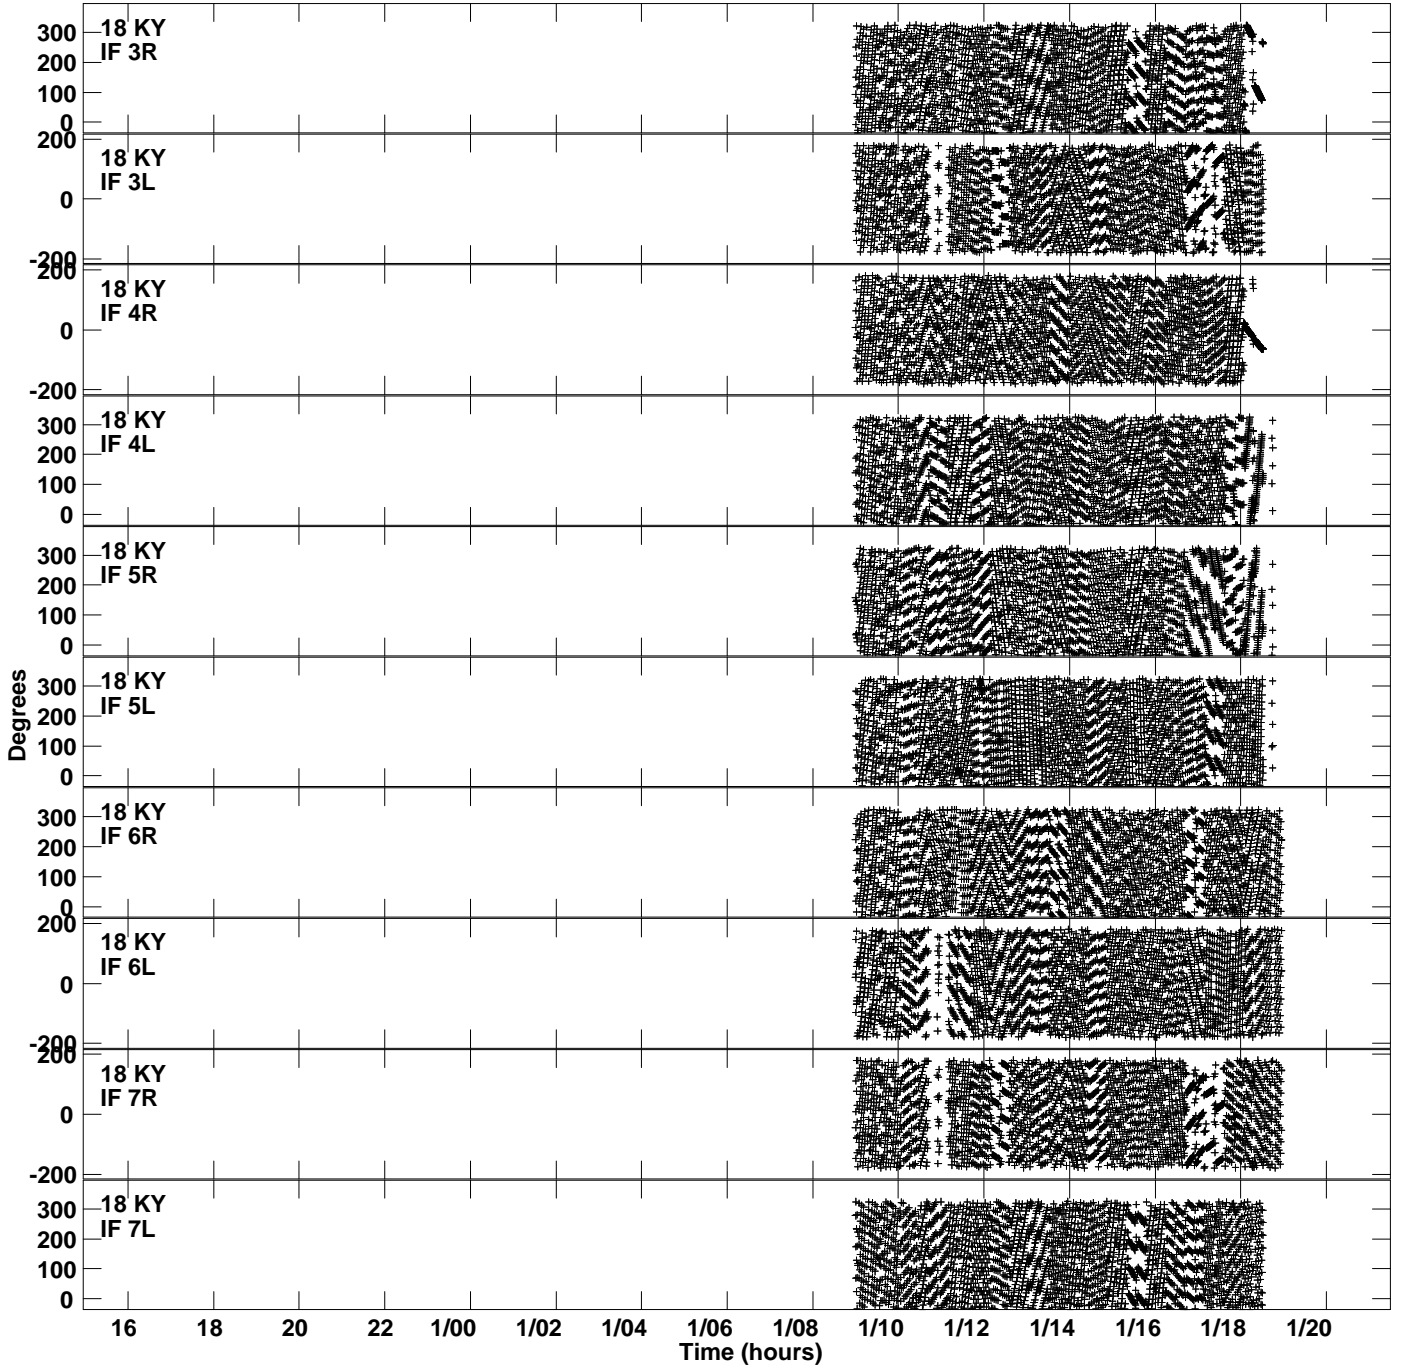 18 KY
IF 3R
300
200
100
0
18 KY
IF 3L
200
0
-200
18 KY
IF 4R
200
0
-200
18 KY
IF 4L
300
200
100
0
18 KY
IF 5R
300
200
100
0
18 KY
IF 5L
300
200
100
0
18 KY
IF 6R
300
200
100
0
18 KY
IF 6L
200
0
-200
18 KY
IF 7R
200
0
-200
18 KY
IF 7L
300
200
100
0
Degrees
16 18 20 22 1/00 1/02 1/04 1/06 1/08 1/10 1/12 1/14 1/16 1/18 1/20
Time (hours)